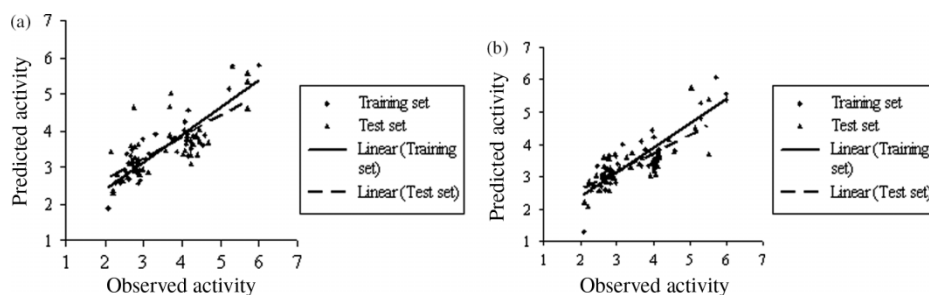 (a)
7
6
5
4
3
2
1
Predicted activity
1 2 3 4 5 6 7
Observed activity
Training set
Test set
Linear (Training
set)
Linear (Test set)
(b)
7
6
5
4
3
2
1
Predicted activity
1 2 3 4 5 6 7
Observed activity
Training set
Test set
Linear (Training
set)
Linear (Test set)